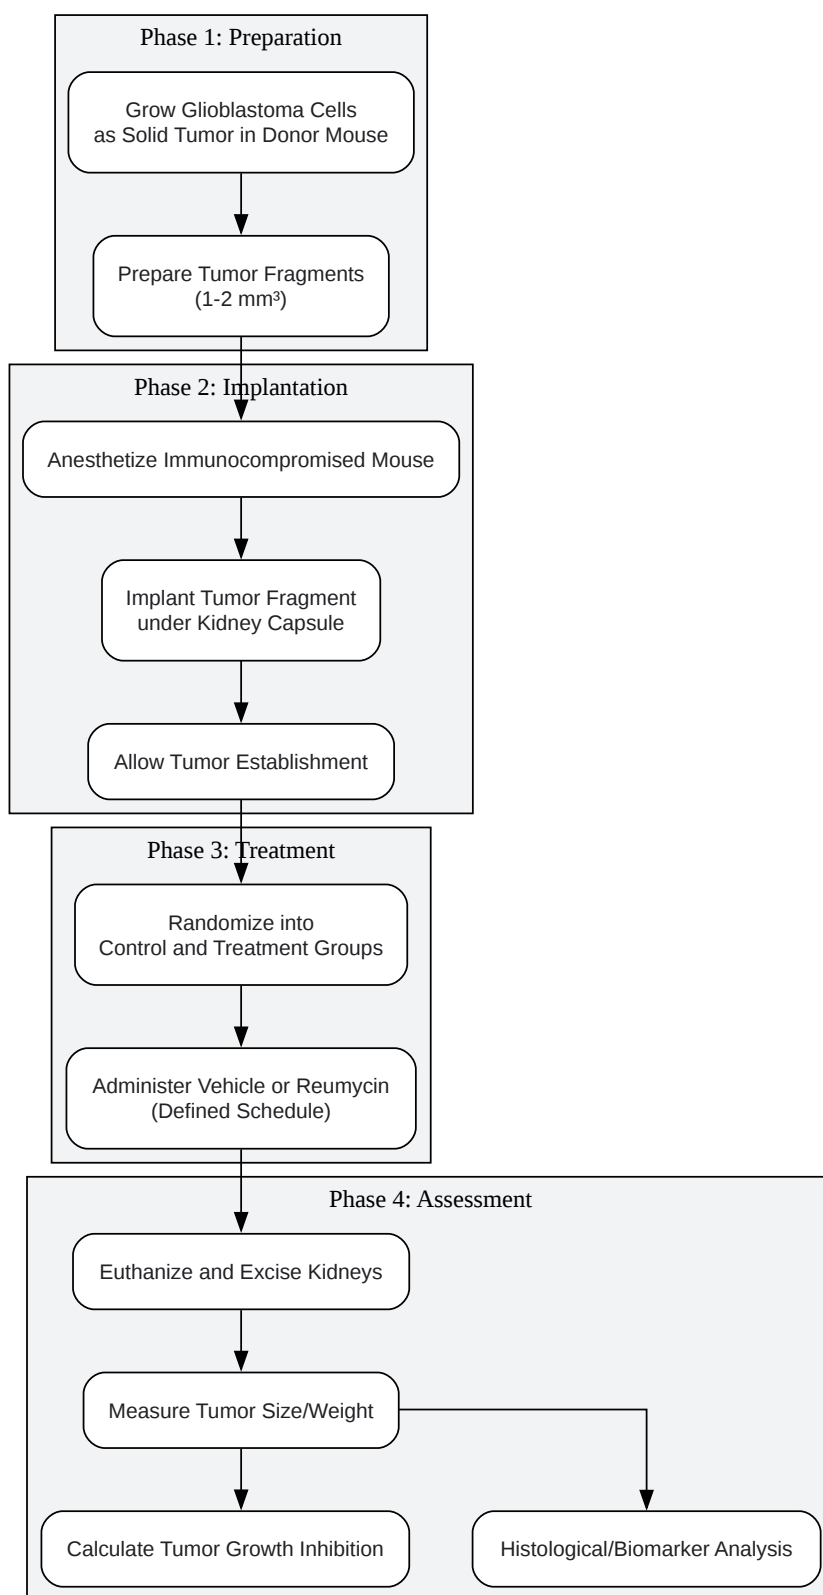 Phase 1: Preparation
Grow Glioblastoma Cells
as Solid Tumor in Donor Mouse
Prepare Tumor Fragments
(1-2 mm³)
Phase 2: Implantation
Anesthetize Immunocompromised Mouse
Implant Tumor Fragment
under Kidney Capsule
Allow Tumor Establishment
Phase 3: Treatment
Randomize into
Control and Treatment Groups
Administer Vehicle or Reumycin
(Defined Schedule)
Phase 4: Assessment
Euthanize and Excise Kidneys
Measure Tumor Size/Weight
Calculate Tumor Growth Inhibition
Histological/Biomarker Analysis